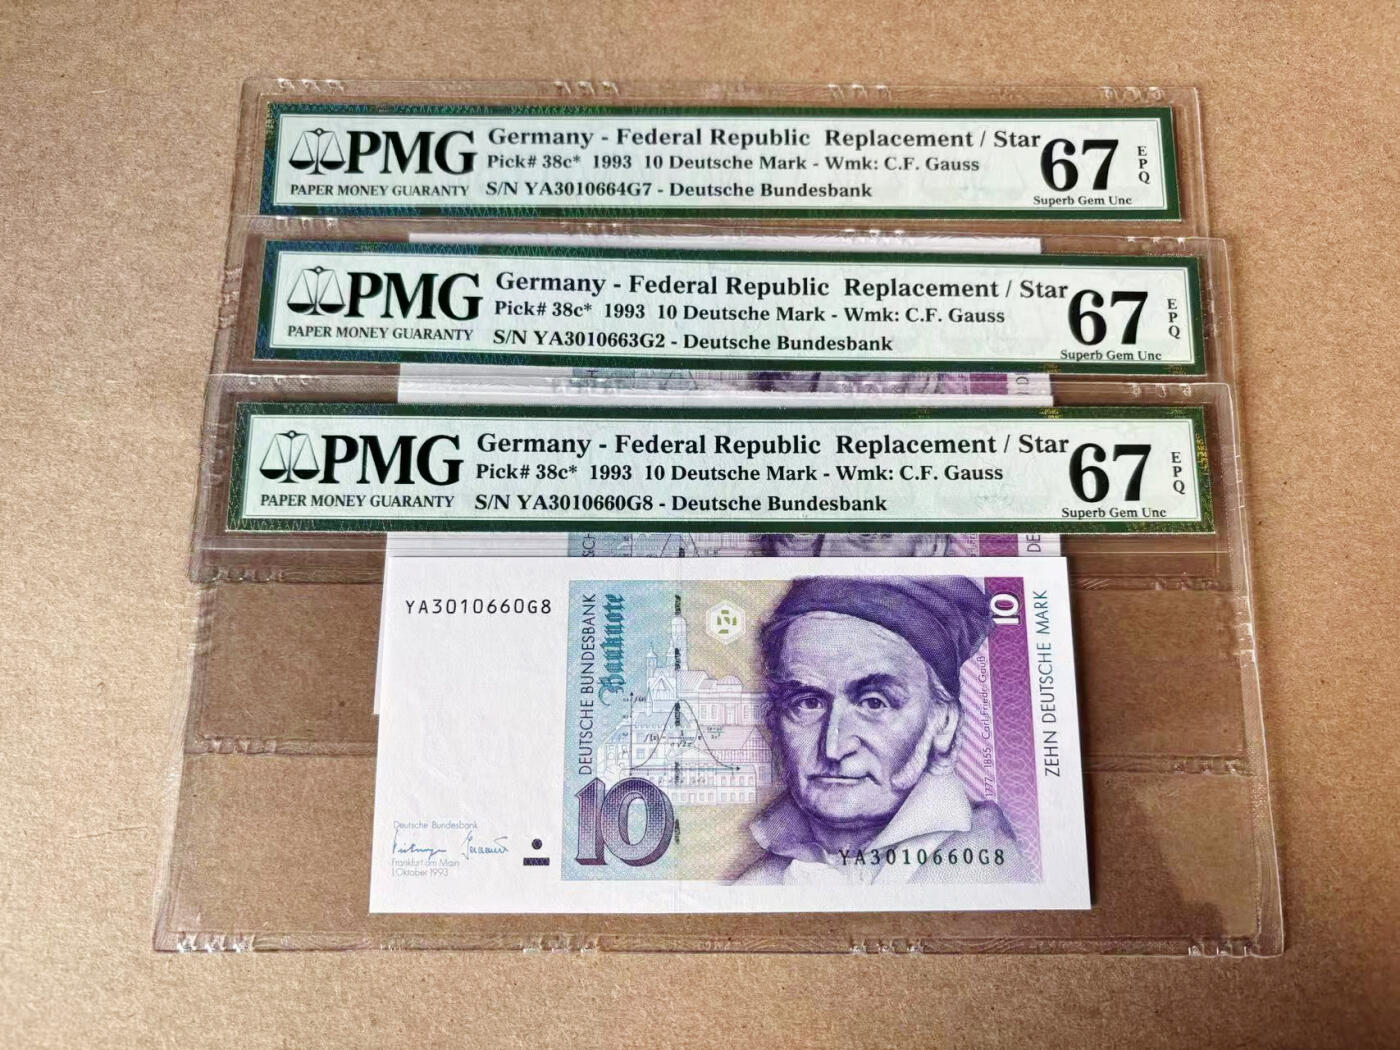 PMG
PAPER MONEY GUARANTY
Germany - Federal Republic Replacement / Star
Pick# 38c* 1993 10 Deutsche Mark - Wmk: C.F. Gauss
S/N YA3010664G7 - Deutsche Bundesbank
67
EPQ
Superb Gem Unc
PMG
PAPER MONEY GUARANTY
Germany - Federal Republic Replacement / Star
Pick# 38c* 1993 10 Deutsche Mark - Wmk: C.F. Gauss
S/N YA3010663G2 - Deutsche Bundesbank
67
EPQ
Superb Gem Unc
PMG
PAPER MONEY GUARANTY
Germany - Federal Republic Replacement / Star
Pick# 38c* 1993 10 Deutsche Mark - Wmk: C.F. Gauss
S/N YA3010660G8 - Deutsche Bundesbank
67
EPQ
Superb Gem Unc
YA3010660G8
DEUTSCHE BUNDESBANK
Banknote
10
ZEHN DEUTSCHE MARK
1777-1855 Carl Friedr. Gauß
10
Deutsche Bundesbank
Frankfurt am Main
1. Oktober 1993
YA3010660G8